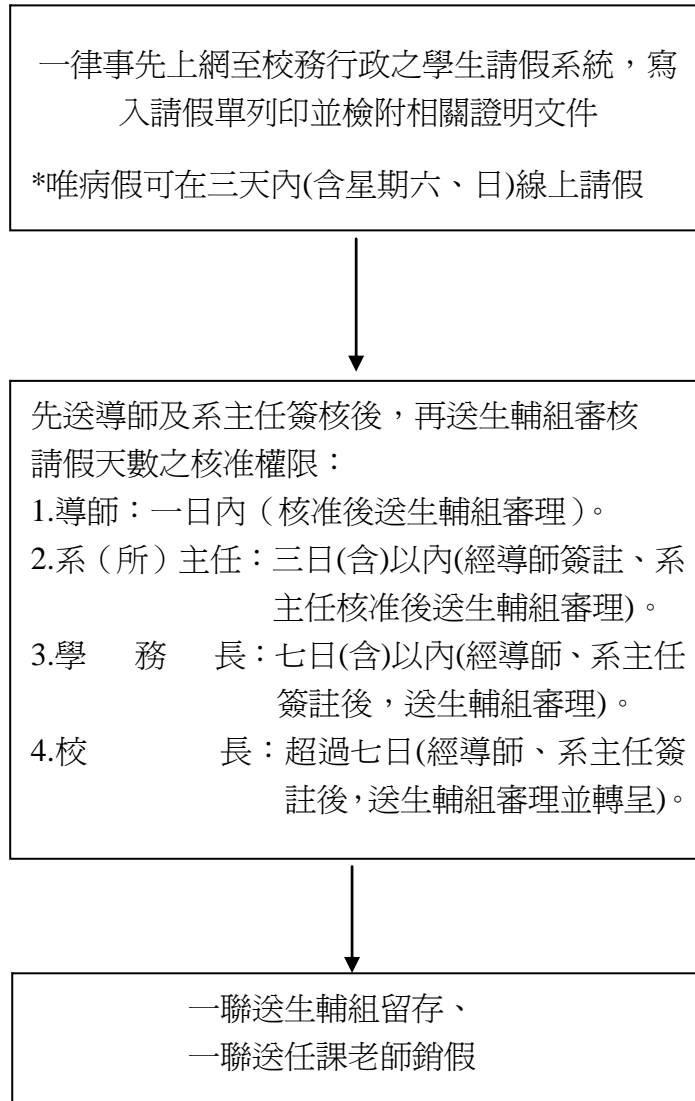 一律事先上網至校務行政之學生請假系統，寫
入請假單列印並檢附相關證明文件
*唯病假可在三天內(含星期六、日)線上請假
先送導師及系主任簽核後，再送生輔組審核
請假天數之核准權限：
1.導師：一日內（核准後送生輔組審理）。
2.系（所）主任：三日(含)以內(經導師簽註、系
主任核准後送生輔組審理)。
3.學 務 長：七日(含)以內(經導師、系主任
簽註後，送生輔組審理)。
4.校 長：超過七日(經導師、系主任簽
註後，送生輔組審理並轉呈)。
一聯送生輔組留存、
一聯送任課老師銷假